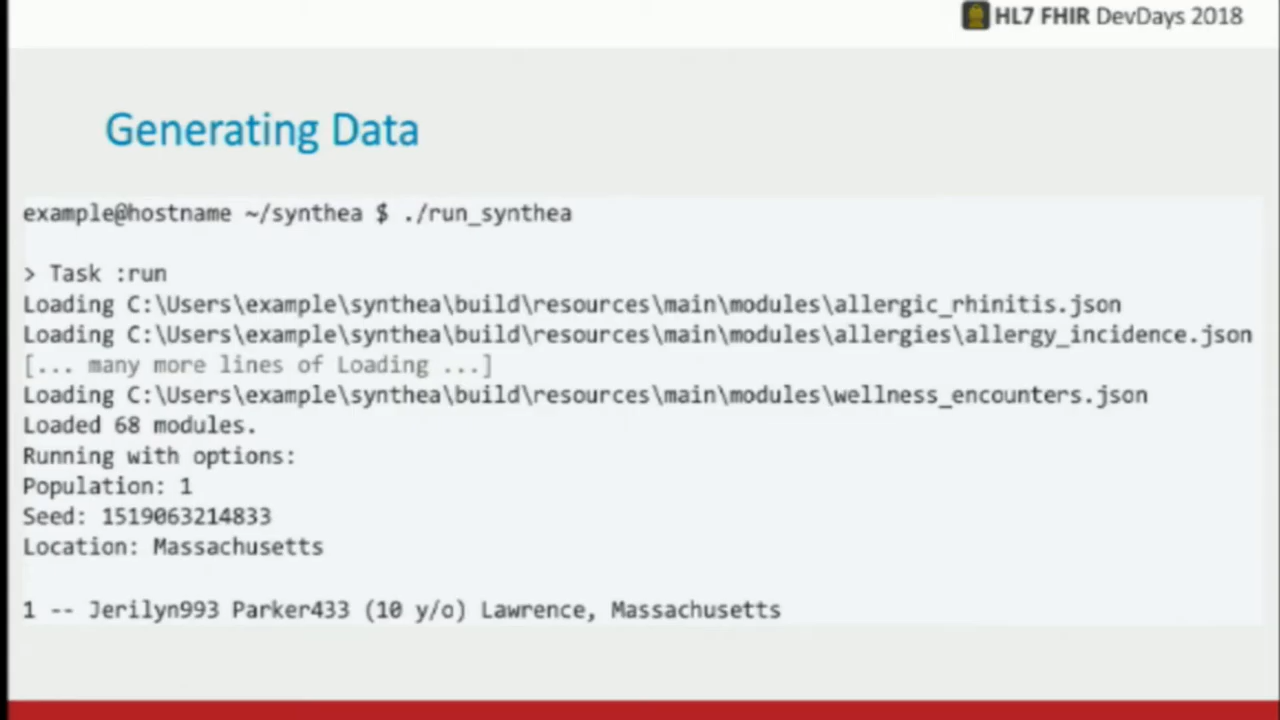 HL7 FHIR DevDays 2018
Generating Data
example@hostname ~/synthea $ ./run_synthea
> Task :run
Loading C:\Users\example\synthea\build\resources\main\modules\allergic_rhinitis.json
Loading C:\Users\example\synthea\build\resources\main\modules\allergies\allergy_incidence.json
[... many more lines of Loading ...]
Loading C:\Users\example\synthea\build\resources\main\modules\wellness_encounters.json
Loaded 68 modules.
Running with options:
Population: 1
Seed: 1519063214833
Location: Massachusetts
1 -- Jerilyn993 Parker433 (10 y/o) Lawrence, Massachusetts